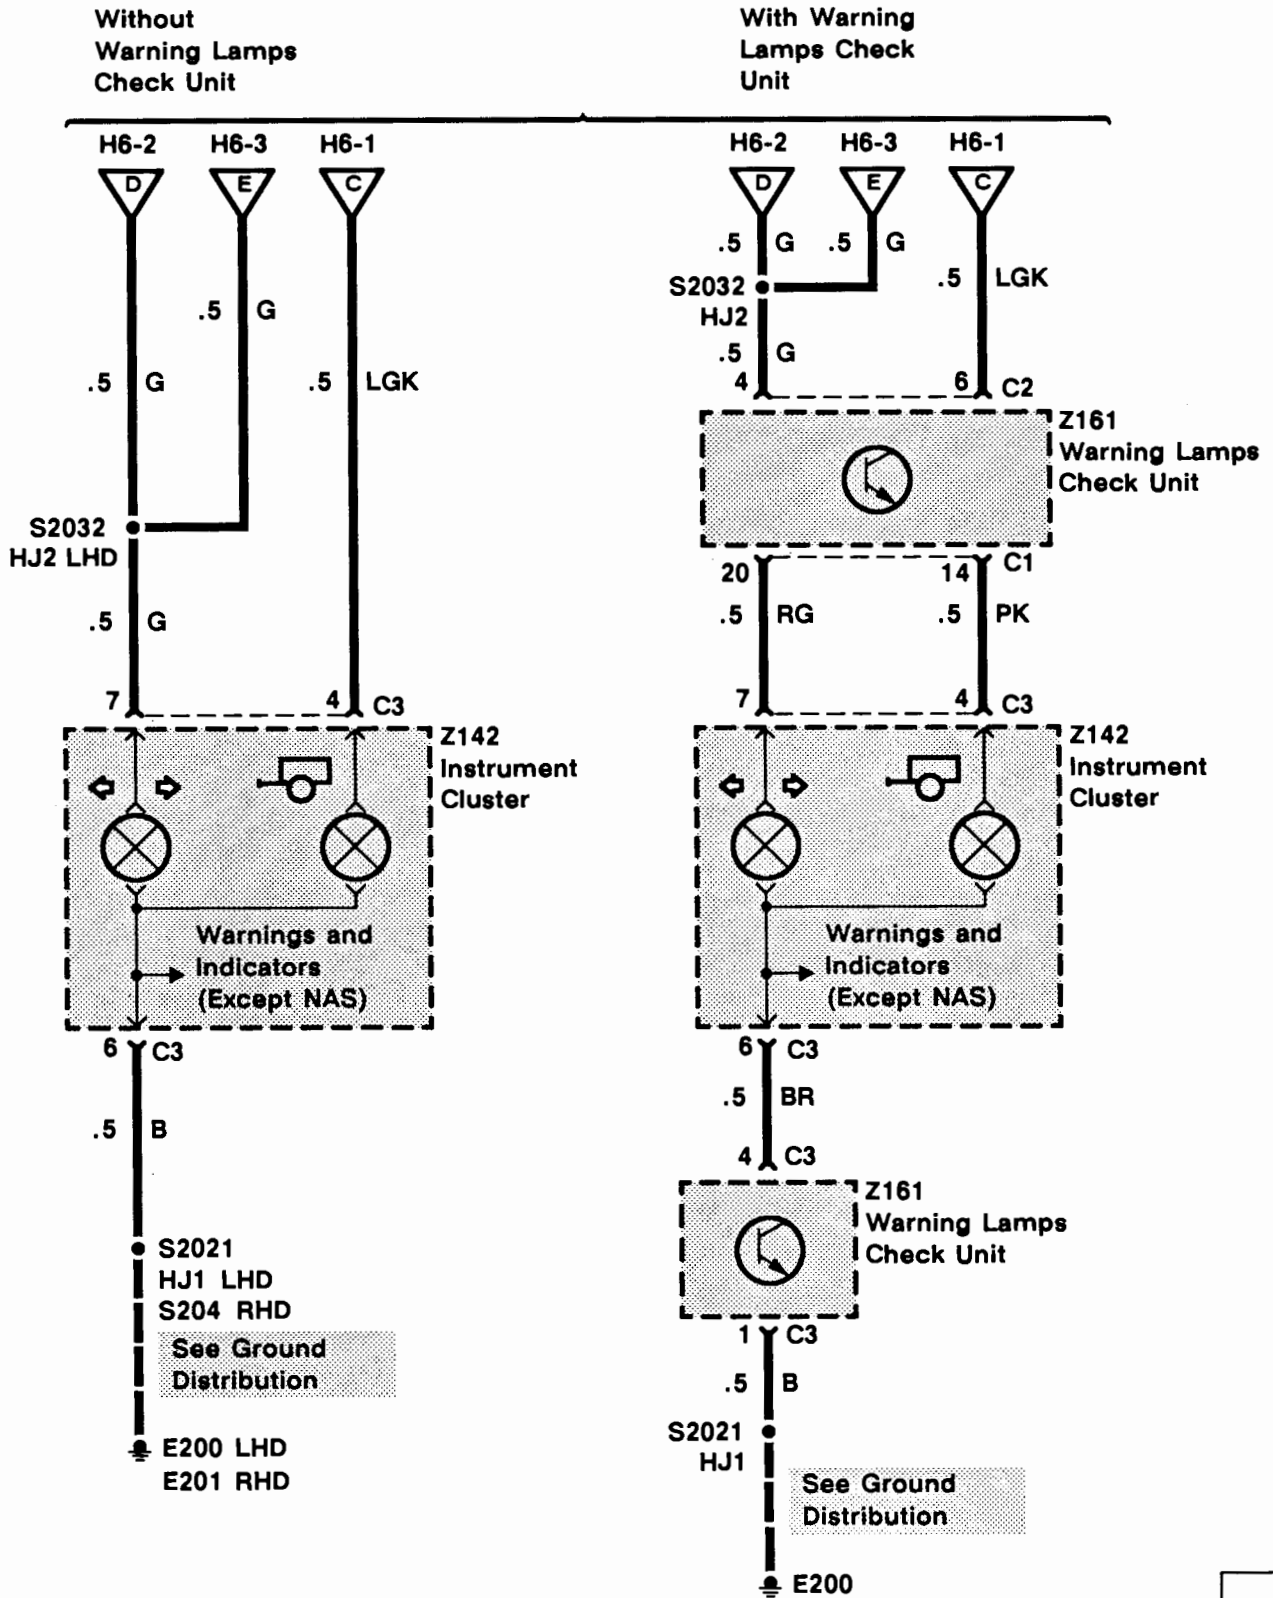 Without
Warning Lamps
Check Unit
With Warning
Lamps Check
Unit
H6-2 H6-3 H6-1
D E C
.5 G
.5 G
.5 LGK
S2032
HJ2 LHD
.5 G
7 4 C3
Z142
Instrument
Cluster
Warnings and
Indicators
(Except NAS)
6 C3
.5 B
S2021
HJ1 LHD
S204 RHD
See Ground
Distribution
E200 LHD
E201 RHD
H6-2 H6-3 H6-1
D E C
.5 G .5 G
.5 LGK
S2032
HJ2
.5 G
4 6 C2
Z161
Warning Lamps
Check Unit
20 14 C1
.5 RG .5 PK
7 4 C3
Z142
Instrument
Cluster
Warnings and
Indicators
(Except NAS)
6 C3
.5 BR
4 C3
Z161
Warning Lamps
Check Unit
1 C3
.5 B
S2021
HJ1
See Ground
Distribution
E200